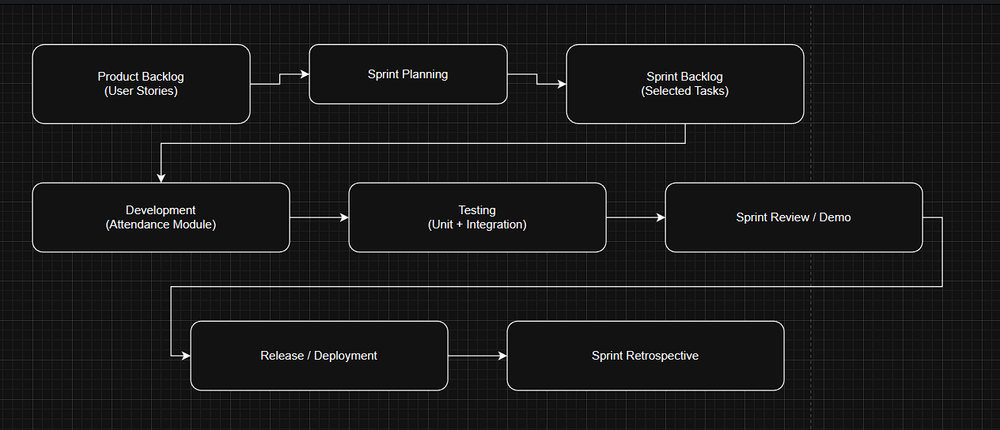 Product Backlog
(User Stories)
Sprint Planning
Sprint Backlog
(Selected Tasks)
Development
(Attendance Module)
Testing
(Unit + Integration)
Sprint Review / Demo
Release / Deployment
Sprint Retrospective